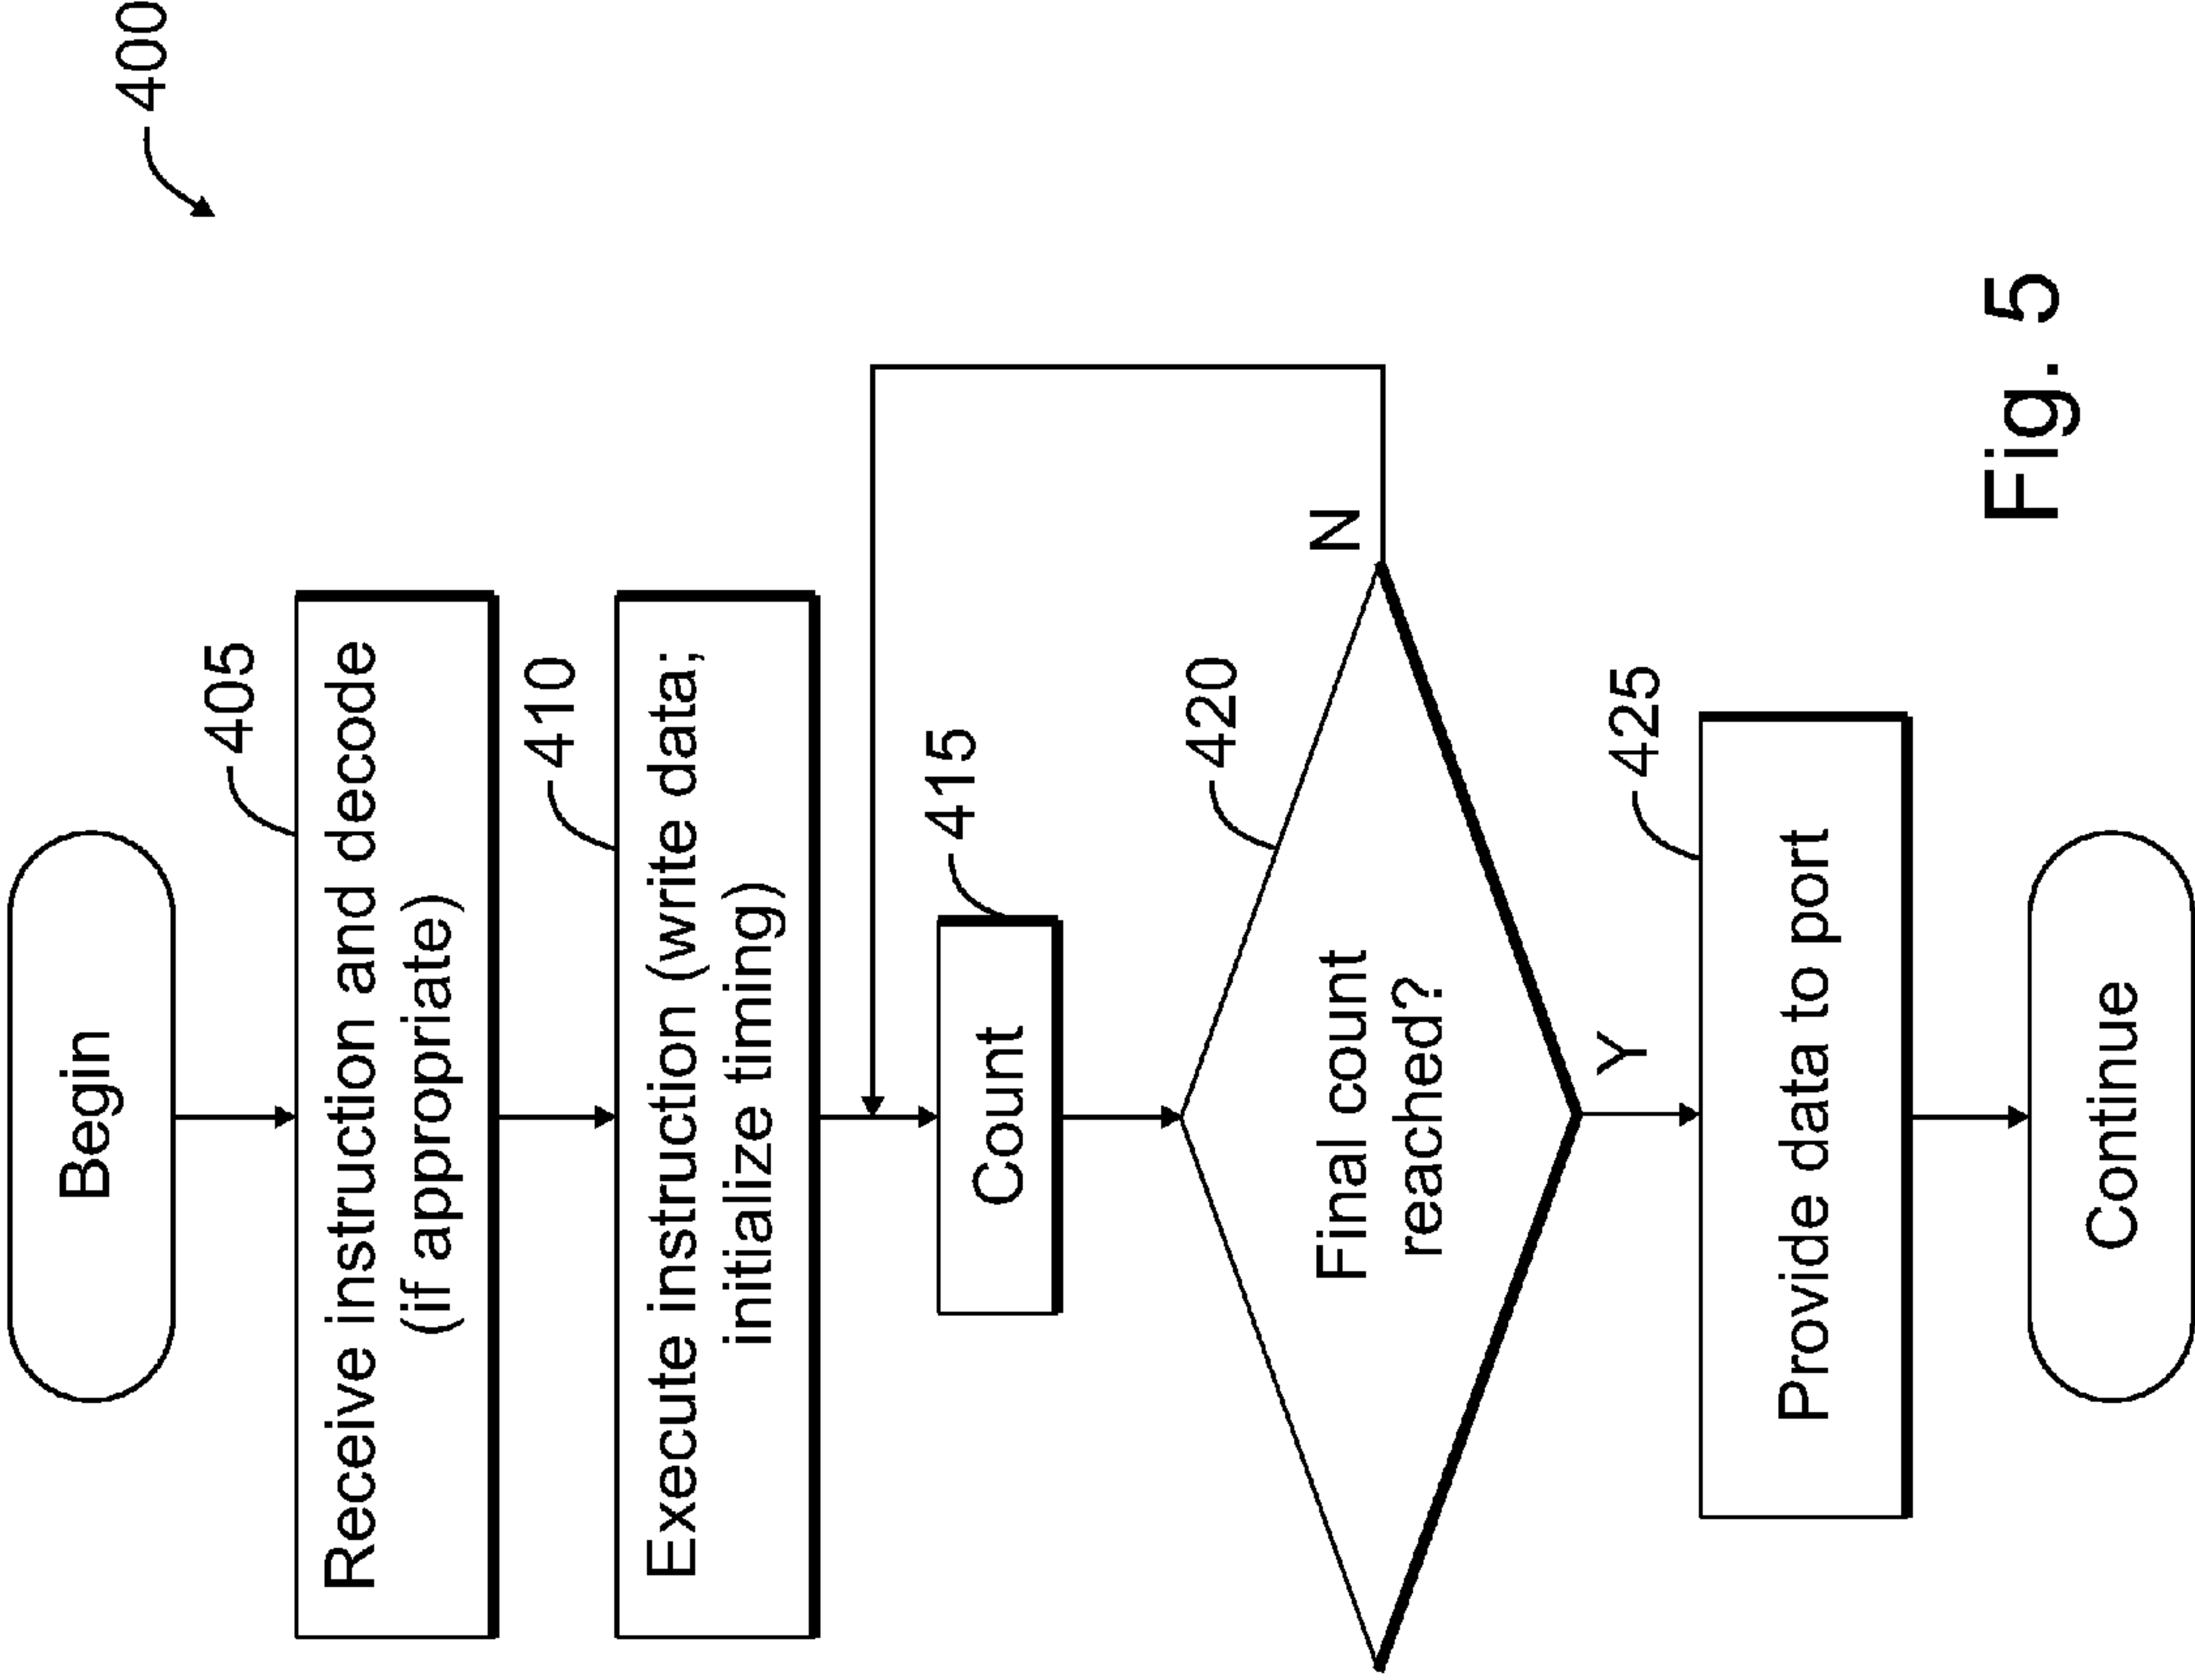 400
Begin
405
Receive instruction and decode
(if appropriate)
410
Execute instruction (write data;
initialize timing)
415
Count
420
Final count
reached?
N
Y
425
Provide data to port
Continue
Fig. 5